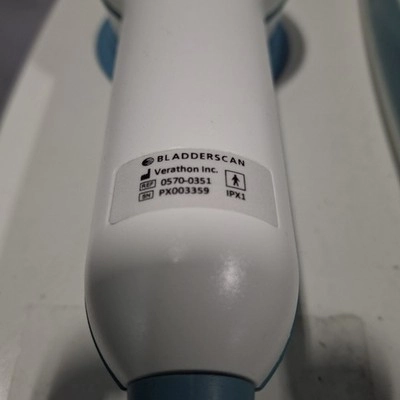 BLADDERSCAN
Verathon Inc.
REF 0570-0351
SN PX003359 IPX1